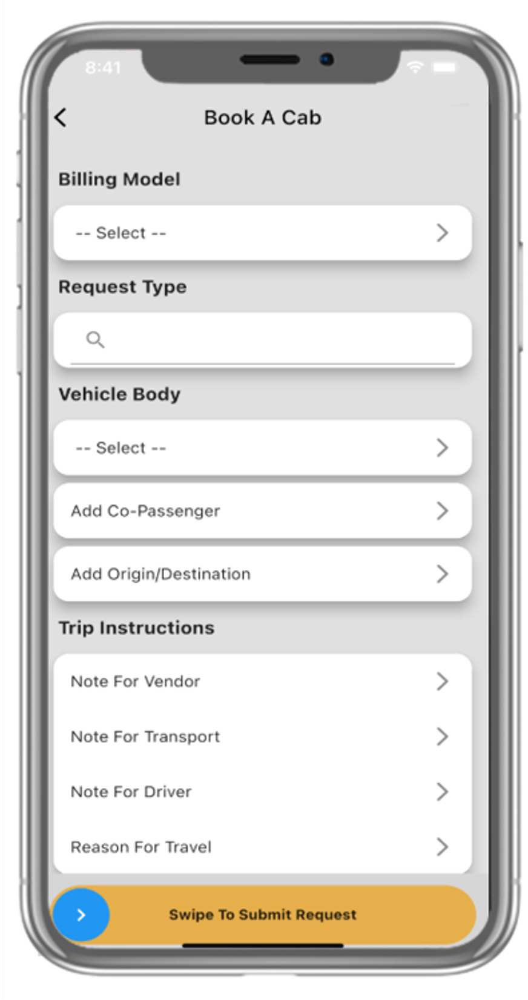 8:41
Book A Cab
Billing Model
-- Select --
Request Type
Vehicle Body
-- Select --
Add Co-Passenger
Add Origin/Destination
Trip Instructions
Note For Vendor
Note For Transport
Note For Driver
Reason For Travel
Swipe To Submit Request